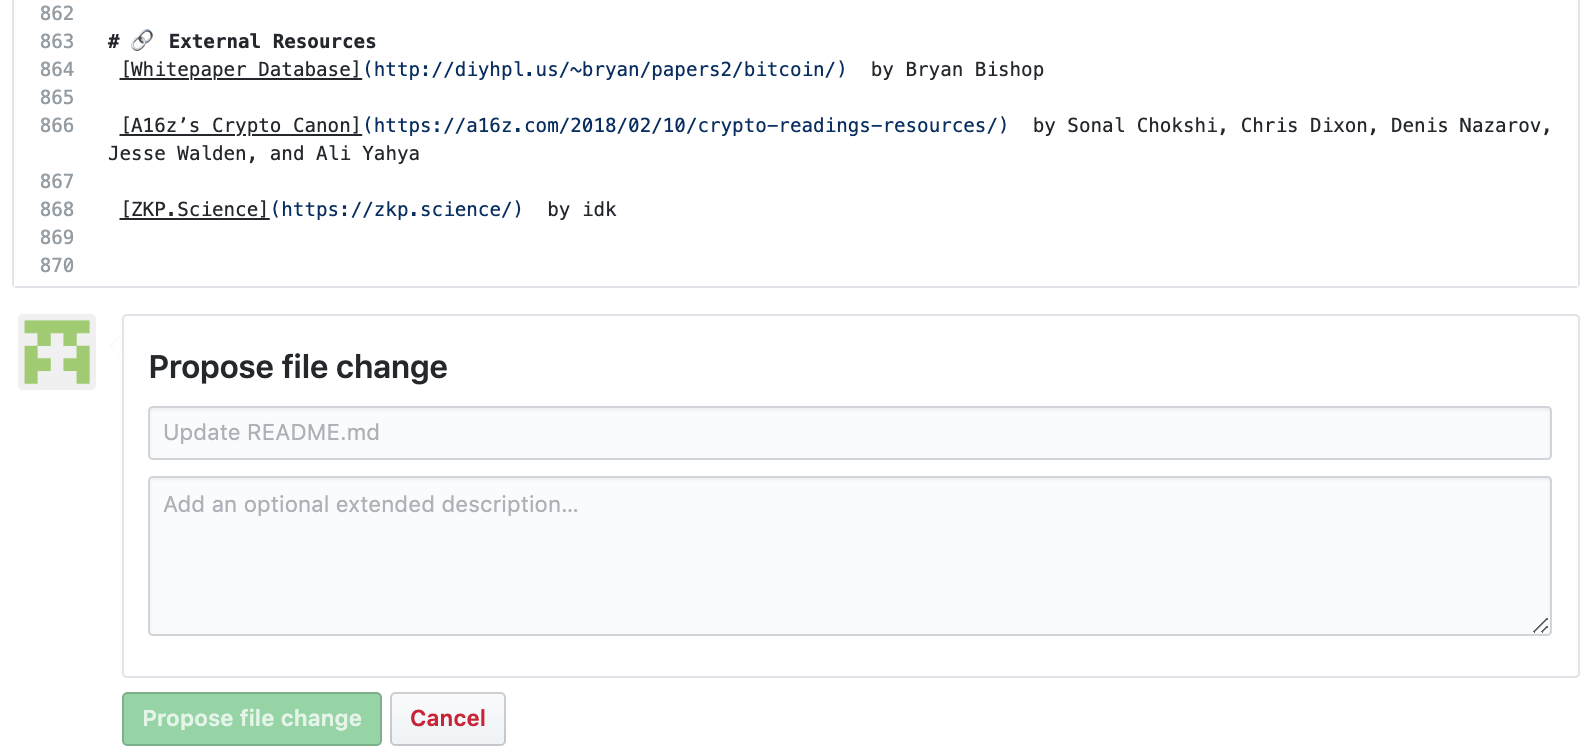 862
863 # 🔗 External Resources
864 [Whitepaper Database](http://diyhpl.us/~bryan/papers2/bitcoin/)  by Bryan Bishop
865
866 [A16z’s Crypto Canon](https://a16z.com/2018/02/10/crypto-readings-resources/)  by Sonal Chokshi, Chris Dixon, Denis Nazarov,
Jesse Walden, and Ali Yahya
867
868 [ZKP.Science](https://zkp.science/)  by idk
869
870
Propose file change
Update README.md
Add an optional extended description...
Propose file change Cancel